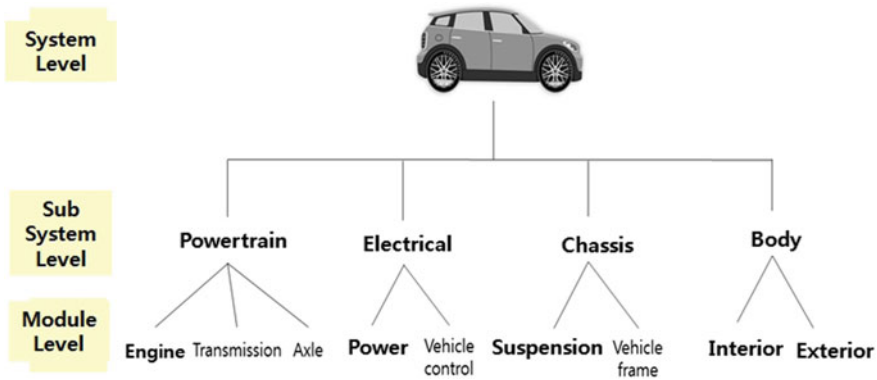 System
Level
Sub
System
Level
Powertrain
Electrical
Chassis
Body
Module
Level
Engine
Transmission
Axle
Power
Vehicle
control
Suspension
Vehicle
frame
Interior
Exterior